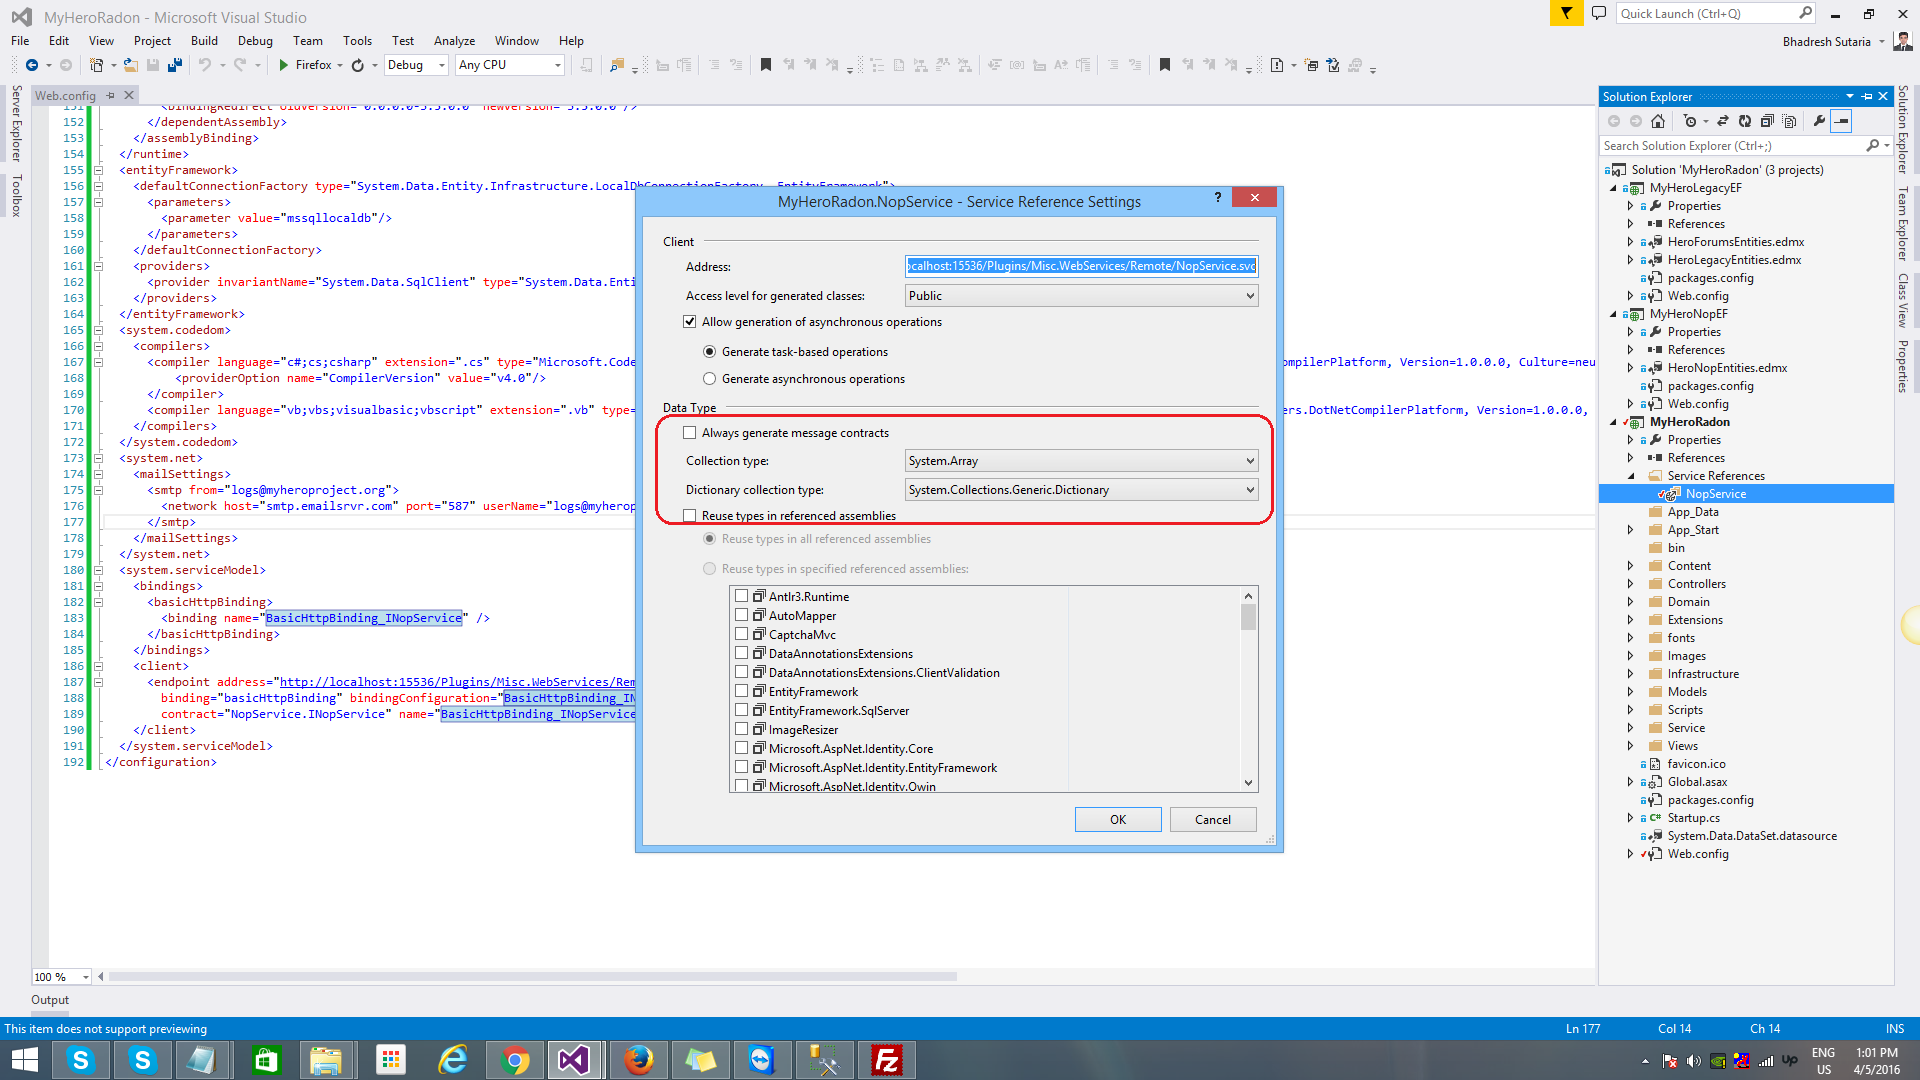 MyHeroRadon - Microsoft Visual Studio
Quick Launch (Ctrl+Q)
File Edit View Project Build Debug Team Tools Test Analyze Window Help
Bhadresh Sutaria
Firefox Debug Any CPU
Server Explorer
Toolbox
Web.config
151 <bindingRedirect oldVersion="0.0.0.0-5.5.0.0" newVersion="5.5.0.0"/>
152 </dependentAssembly>
153 </assemblyBinding>
154 </runtime>
155 <entityFramework>
156 <defaultConnectionFactory type="System.Data.Entity.Infrastructure.LocalDbConnectionFactory, EntityFramework">
157 <parameters>
158 <parameter value="mssqllocaldb"/>
159 </parameters>
160 </defaultConnectionFactory>
161 <providers>
162 <provider invariantName="System.Data.SqlClient" type="System.Data.Enti
163 </providers>
164 </entityFramework>
165 <system.codedom>
166 <compilers>
167 <compiler language="c#;cs;csharp" extension=".cs" type="Microsoft.Code ompilerPlatform, Version=1.0.0.0, Culture=neu
168 <providerOption name="CompilerVersion" value="v4.0"/>
169 </compiler>
170 <compiler language="vb;vbs;visualbasic;vbscript" extension=".vb" type= ers.DotNetCompilerPlatform, Version=1.0.0.0,
171 </compilers>
172 </system.codedom>
173 <system.net>
174 <mailSettings>
175 <smtp from="logs@myheroproject.org">
176 <network host="smtp.emailsrvr.com" port="587" userName="logs@myherop
177 </smtp>
178 </mailSettings>
179 </system.net>
180 <system.serviceModel>
181 <bindings>
182 <basicHttpBinding>
183 <binding name="BasicHttpBinding_INopService" />
184 </basicHttpBinding>
185 </bindings>
186 <client>
187 <endpoint address="http://localhost:15536/Plugins/Misc.WebServices/Rem
188 binding="basicHttpBinding" bindingConfiguration="BasicHttpBinding_IN
189 contract="NopService.INopService" name="BasicHttpBinding_INopService
190 </client>
191 </system.serviceModel>
192 </configuration>
MyHeroRadon.NopService - Service Reference Settings
Client
Address: ocalhost:15536/Plugins/Misc.WebServices/Remote/NopService.svc
Access level for generated classes: Public
Allow generation of asynchronous operations
Generate task-based operations
Generate asynchronous operations
Data Type
Always generate message contracts
Collection type: System.Array
Dictionary collection type: System.Collections.Generic.Dictionary
Reuse types in referenced assemblies
Reuse types in all referenced assemblies
Reuse types in specified referenced assemblies:
Antlr3.Runtime
AutoMapper
CaptchaMvc
DataAnnotationsExtensions
DataAnnotationsExtensions.ClientValidation
EntityFramework
EntityFramework.SqlServer
ImageResizer
Microsoft.AspNet.Identity.Core
Microsoft.AspNet.Identity.EntityFramework
Microsoft.AspNet.Identity.Owin
OK Cancel
Solution Explorer
Search Solution Explorer (Ctrl+;)
Solution 'MyHeroRadon' (3 projects)
MyHeroLegacyEF
Properties
References
HeroForumsEntities.edmx
HeroLegacyEntities.edmx
packages.config
Web.config
MyHeroNopEF
Properties
References
HeroNopEntities.edmx
packages.config
Web.config
MyHeroRadon
Properties
References
Service References
NopService
App_Data
App_Start
bin
Content
Controllers
Domain
Extensions
fonts
Images
Infrastructure
Models
Scripts
Service
Views
favicon.ico
Global.asax
packages.config
Startup.cs
System.Data.DataSet.datasource
Web.config
Solution Explorer
Team Explorer
Class View
Properties
100 %
Output
This item does not support previewing
Ln 177 Col 14 Ch 14 INS
ENG
US
1:01 PM
4/5/2016